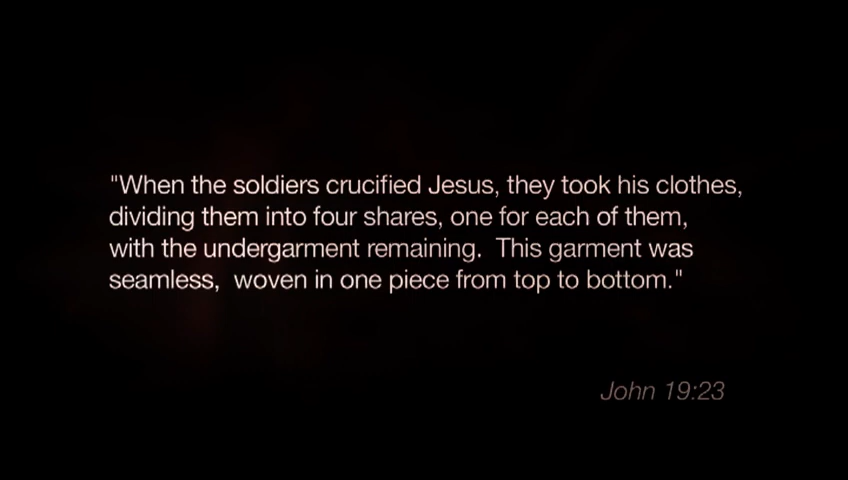 "When the soldiers crucified Jesus, they took his clothes,
dividing them into four shares, one for each of them,
with the undergarment remaining.  This garment was
seamless,  woven in one piece from top to bottom."
John 19:23